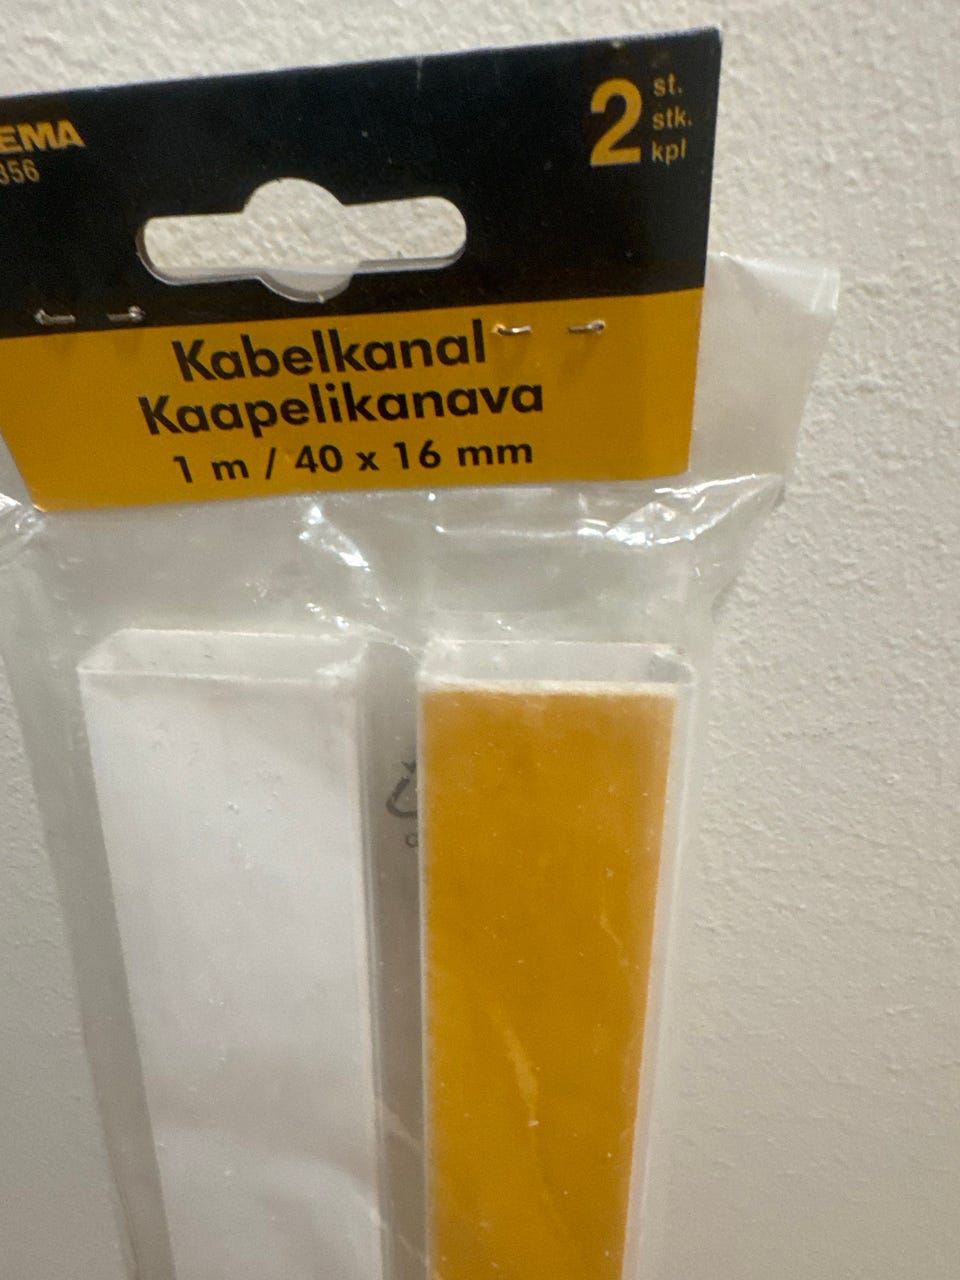 EMA
356
2
st.
stk.
kpl
Kabelkanal
Kaapelikanava
1 m / 40 x 16 mm